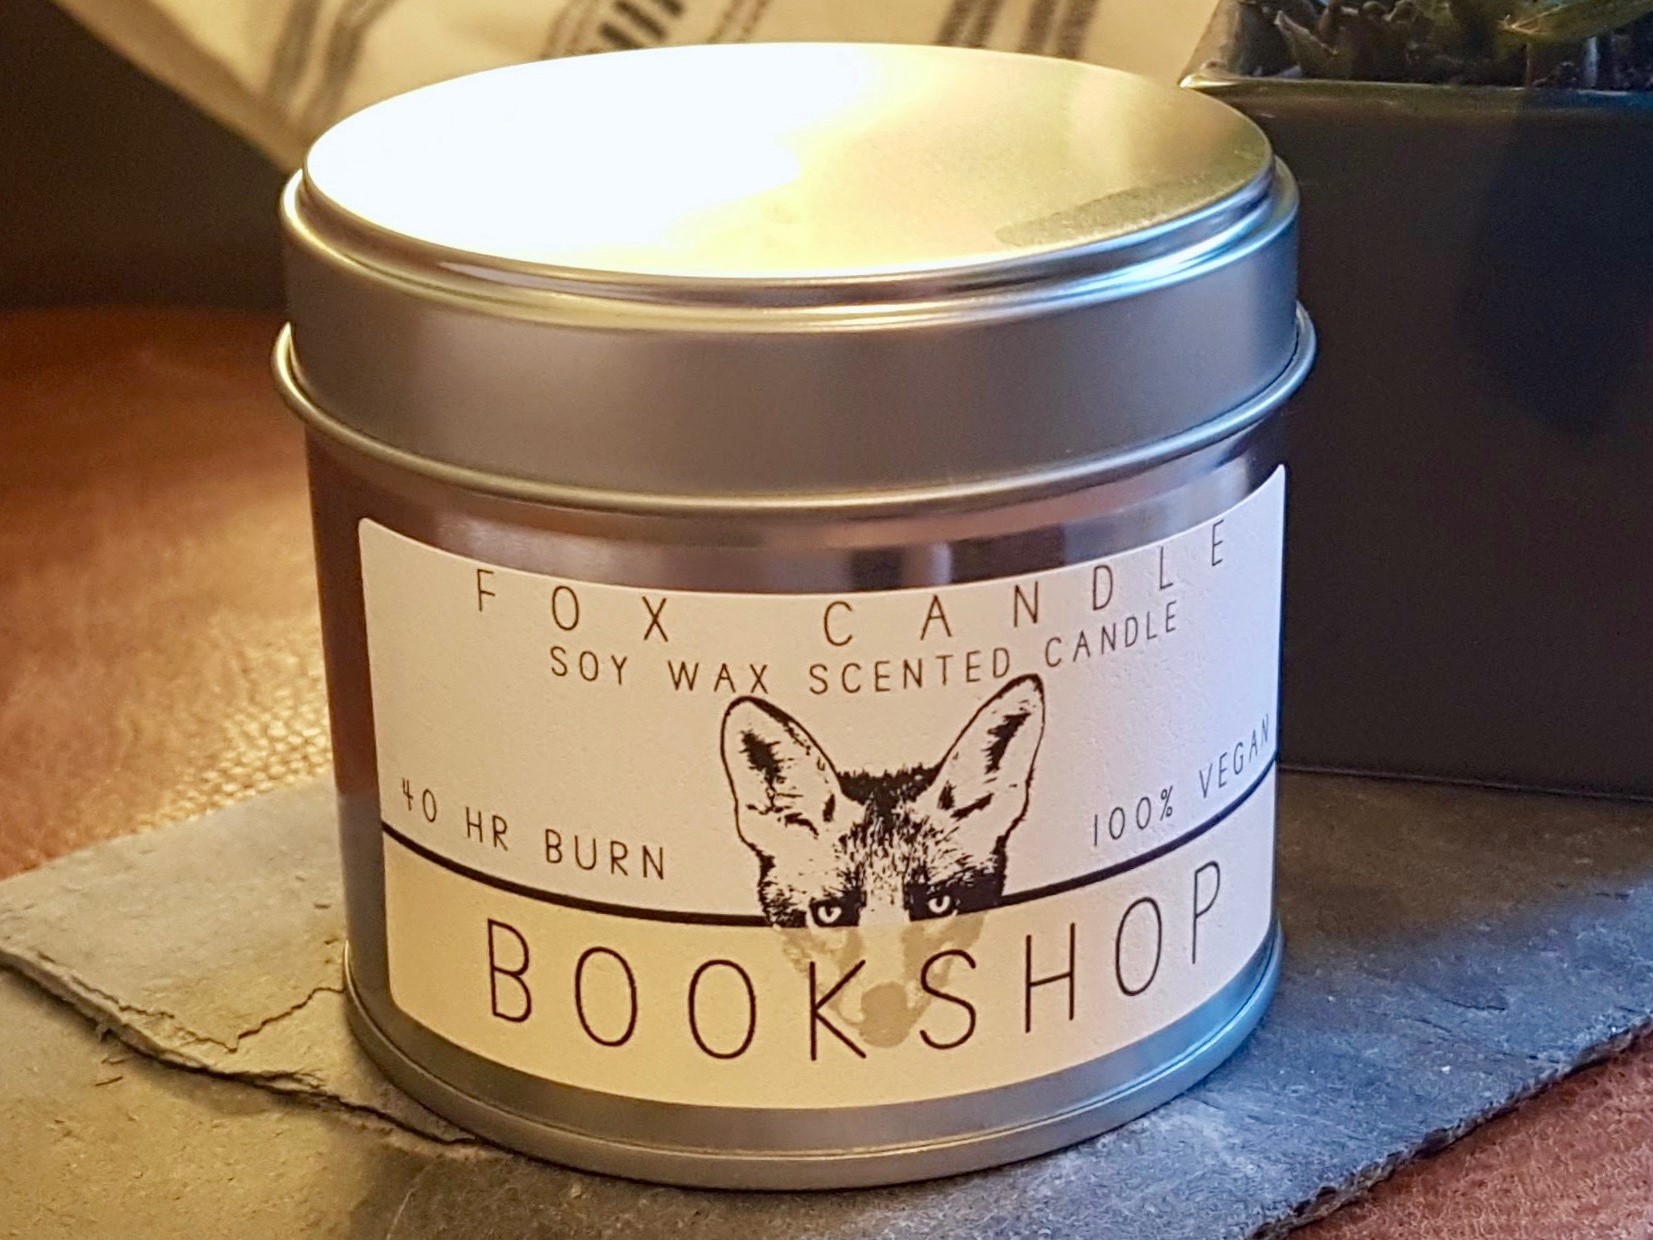 FOX CANDLE
SOY WAX SCENTED CANDLE
40 HR BURN
100% VEGAN
BOOKSHOP